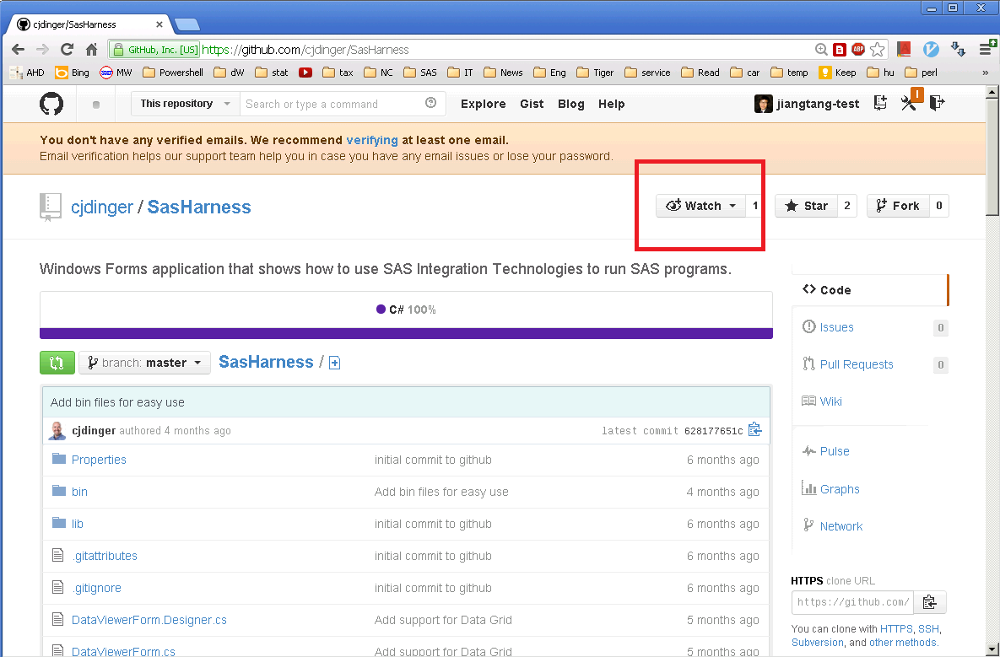 cjdinger/SasHarness
GitHub, Inc. [US] https://github.com/cjdinger/SasHarness
AHD Bing MW Powershell dW stat tax NC SAS IT News Eng Tiger service Read car temp Keep hu perl »
This repository Search or type a command Explore Gist Blog Help jiangtang-test
You don't have any verified emails. We recommend verifying at least one email.
Email verification helps our support team help you in case you have any email issues or lose your password.
cjdinger / SasHarness Watch 1 Star 2 Fork 0
Windows Forms application that shows how to use SAS Integration Technologies to run SAS programs.
C# 100%
branch: master SasHarness /
Add bin files for easy use
cjdinger authored 4 months ago latest commit 628177651c
Properties initial commit to github 6 months ago
bin Add bin files for easy use 4 months ago
lib initial commit to github 6 months ago
.gitattributes initial commit to github 6 months ago
.gitignore initial commit to github 6 months ago
DataViewerForm.Designer.cs Add support for Data Grid 5 months ago
DataViewerForm.cs Add support for Data Grid 5 months ago
Code
Issues 0
Pull Requests 0
Wiki
Pulse
Graphs
Network
HTTPS clone URL
https://github.com/
You can clone with HTTPS, SSH,
Subversion, and other methods.